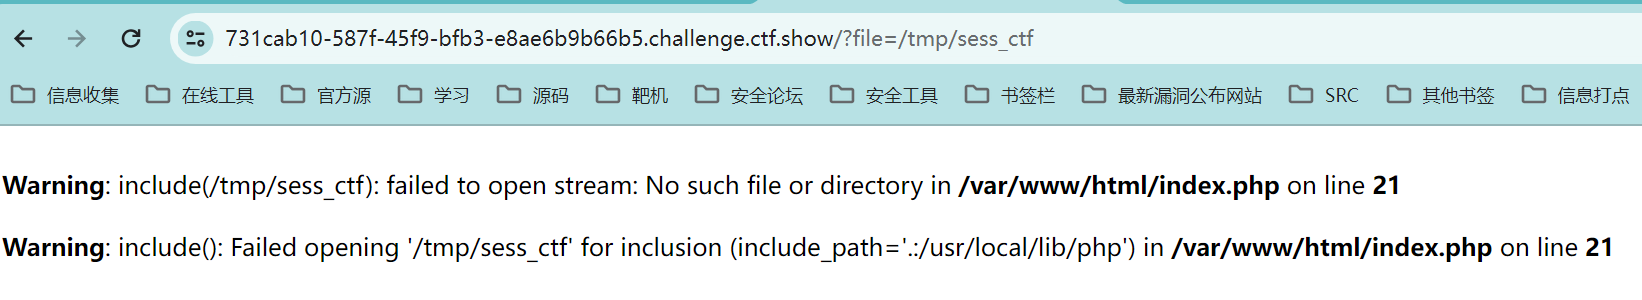 731cab10-587f-45f9-bfb3-e8ae6b9b66b5.challenge.ctf.show/?file=/tmp/sess_ctf
信息收集 在线工具 官方源 学习 源码 靶机 安全论坛 安全工具 书签栏 最新漏洞公布网站 SRC 其他书签 信息打点
Warning: include(/tmp/sess_ctf): failed to open stream: No such file or directory in /var/www/html/index.php on line 21
Warning: include(): Failed opening '/tmp/sess_ctf' for inclusion (include_path='.:/usr/local/lib/php') in /var/www/html/index.php on line 21